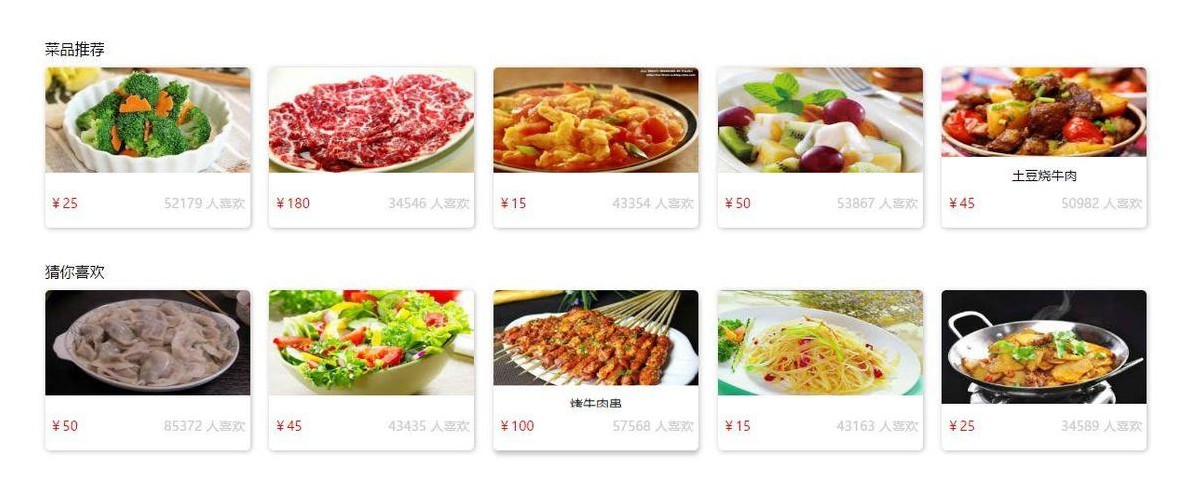 菜品推荐
¥25 52179 人喜欢
¥180 34546 人喜欢
¥15 43354 人喜欢
¥50 53867 人喜欢
土豆烧牛肉
¥45 50982 人喜欢
猜你喜欢
¥50 85372 人喜欢
¥45 43435 人喜欢
烤牛肉串
¥100 57568 人喜欢
¥15 43163 人喜欢
¥25 34589 人喜欢